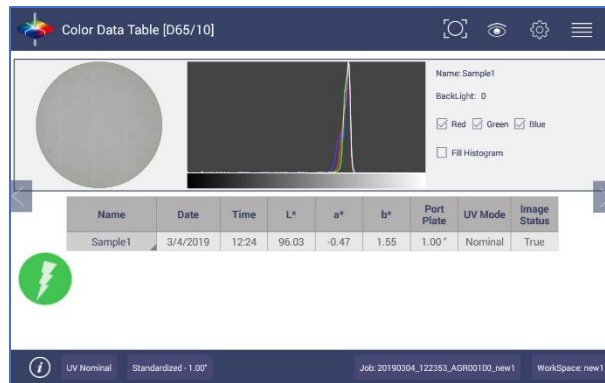 Color Data Table [D65/10]
Name: Sample1
BackLight: 0
Red Green Blue
Fill Histogram
Name Date Time L* a* b* Port Plate UV Mode Image Status
Sample1 3/4/2019 12:24 96.03 -0.47 1.55 1.00" Nominal True
UV Nominal Standardized - 1.00" Job: 20190304_122353_AGR00100_new1 WorkSpace: new1